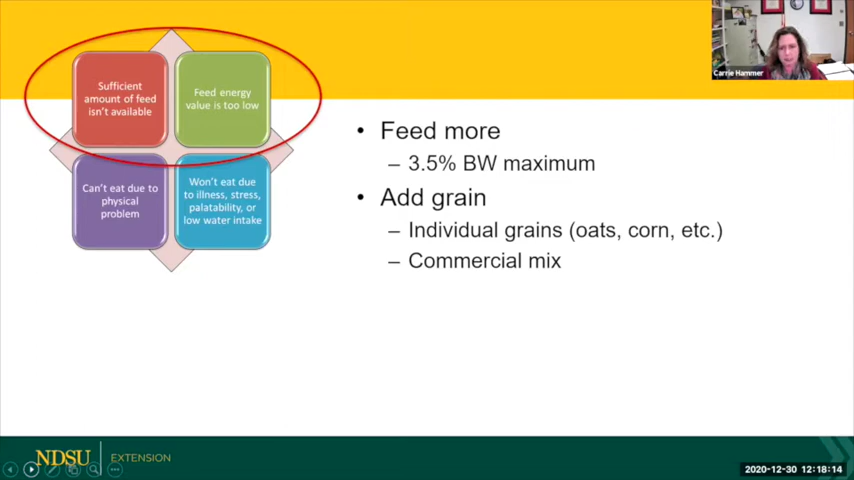 Sufficient
amount of feed
isn't available
Feed energy
value is too low
Can't eat due to
physical
problem
Won't eat due
to illness, stress,
palatability, or
low water intake
Carrie Hammer
• Feed more
– 3.5% BW maximum
• Add grain
– Individual grains (oats, corn, etc.)
– Commercial mix
NDSU EXTENSION
2020-12-30 12:18:14